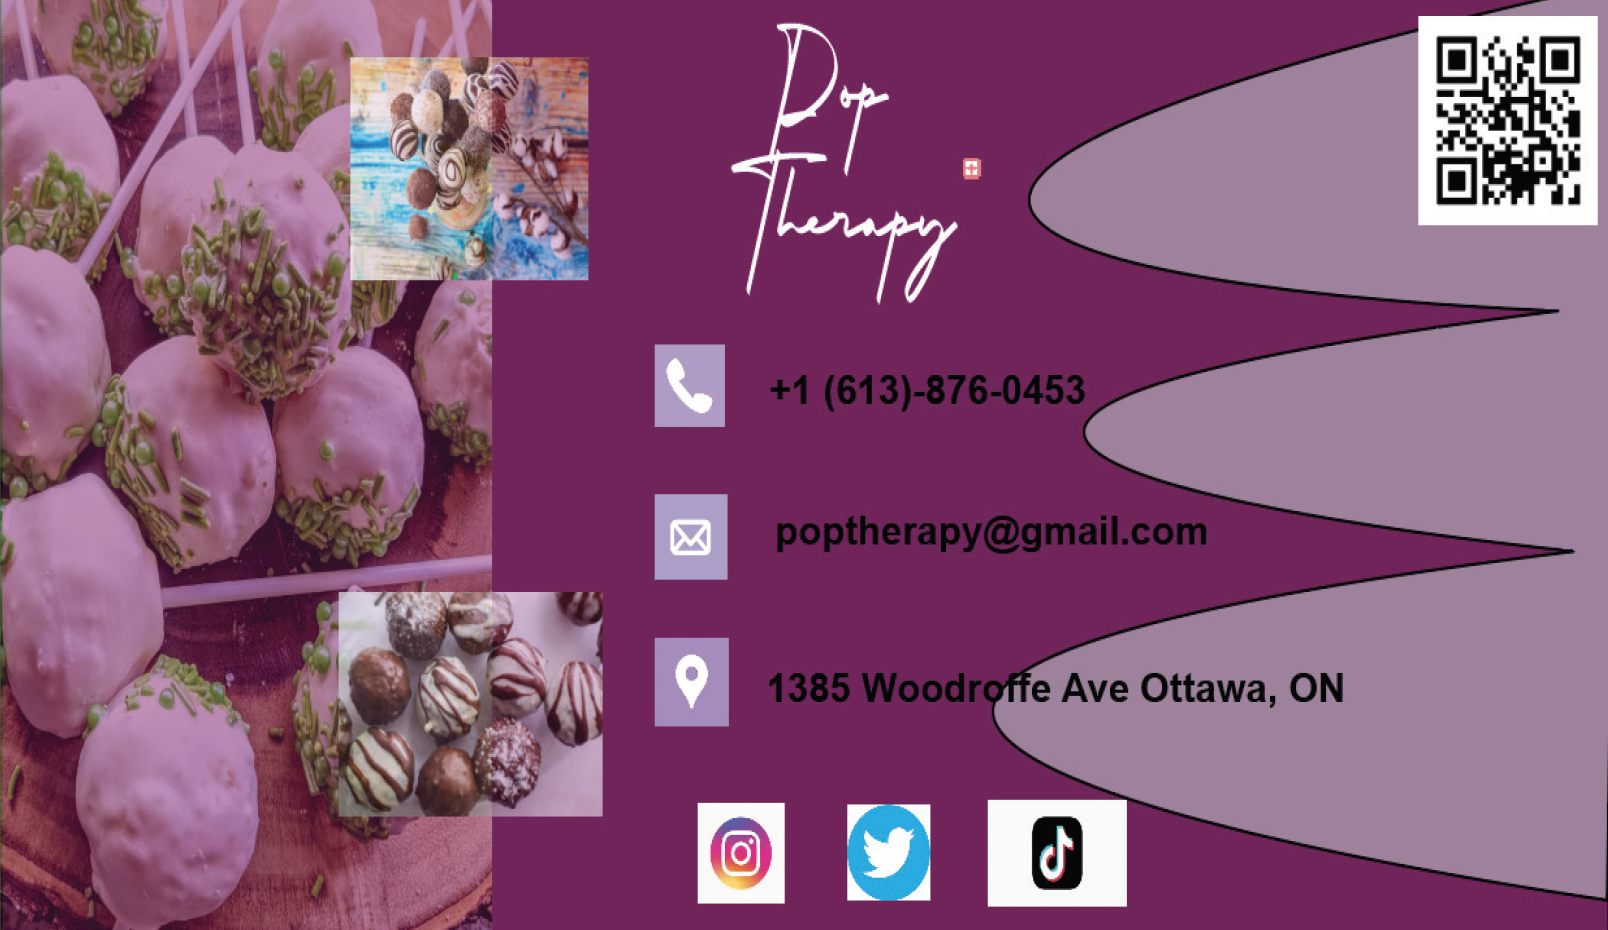 Pop
Therapy
+1 (613)-876-0453
poptherapy@gmail.com
1385 Woodroffe Ave Ottawa, ON